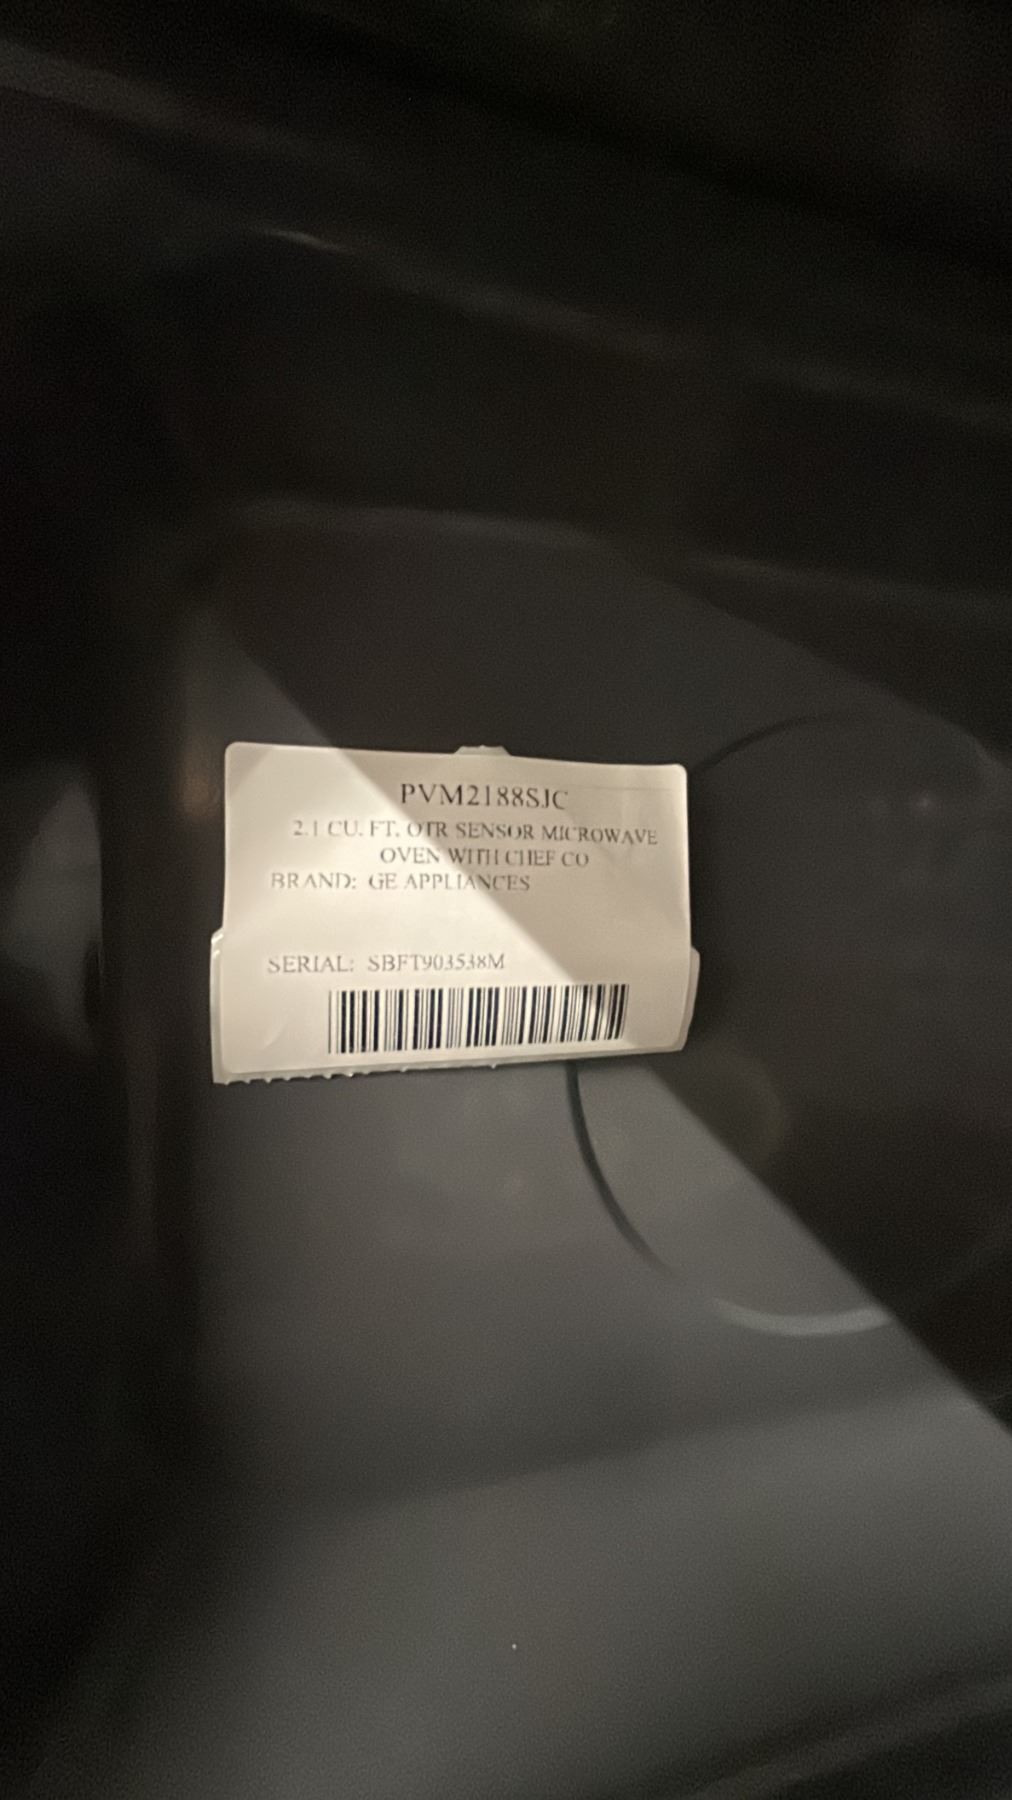 PVM2188SJC
2.1 CU. FT. OTR SENSOR MICROWAVE
OVEN WITH CHEF CO
BRAND: GE APPLIANCES
SERIAL: SBFT903538M